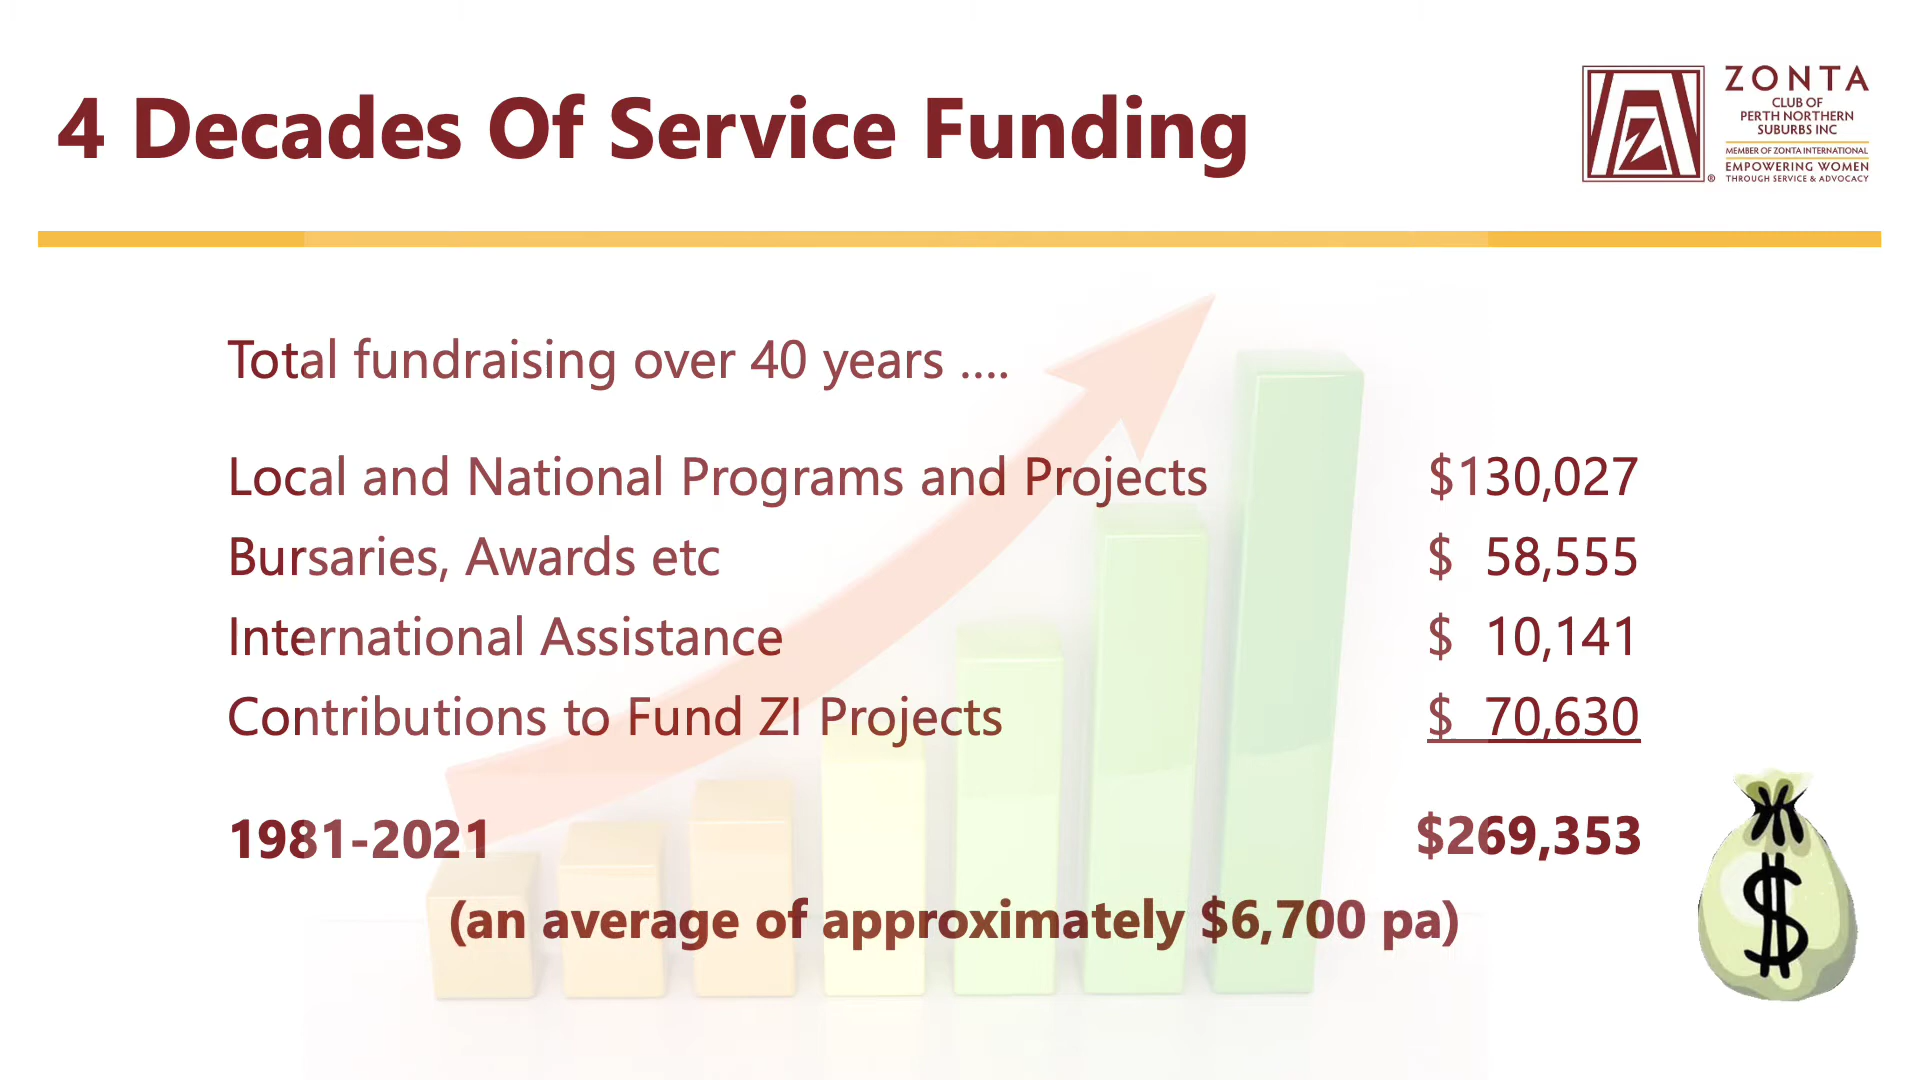 4 Decades Of Service Funding
ZONTA
CLUB OF
PERTH NORTHERN
SUBURBS INC
MEMBER OF ZONTA INTERNATIONAL
EMPOWERING WOMEN
THROUGH SERVICE & ADVOCACY
Z
®
Total fundraising over 40 years ....
Local and National Programs and Projects $130,027
Bursaries, Awards etc $ 58,555
International Assistance $ 10,141
Contributions to Fund ZI Projects $ 70,630
1981-2021 $269,353
(an average of approximately $6,700 pa)
$